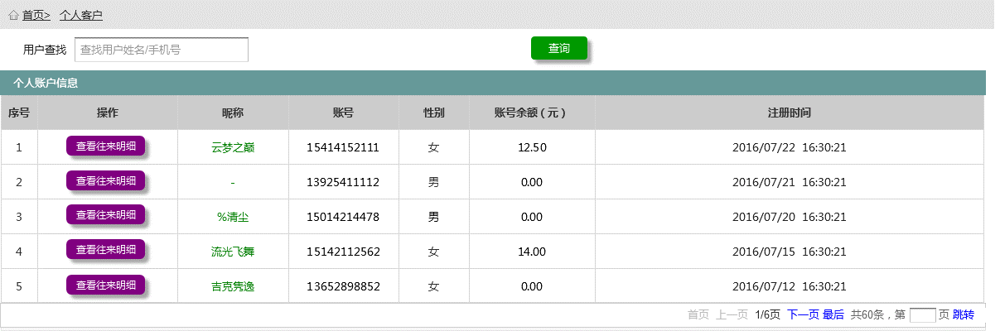 首页> 个人客户
用户查找 查找用户姓名/手机号 查询
个人账户信息
序号 操作 昵称 账号 性别 账号余额（元） 注册时间
1 查看往来明细 云梦之巅 15414152111 女 12.50 2016/07/22 16:30:21
2 查看往来明细 - 13925411112 男 0.00 2016/07/21 16:30:21
3 查看往来明细 %清尘 15014214478 男 0.00 2016/07/20 16:30:21
4 查看往来明细 流光飞舞 15142112562 女 14.00 2016/07/15 16:30:21
5 查看往来明细 吉克隽逸 13652898852 女 0.00 2016/07/12 16:30:21
首页 上一页 1/6页 下一页 最后 共60条，第 页 跳转